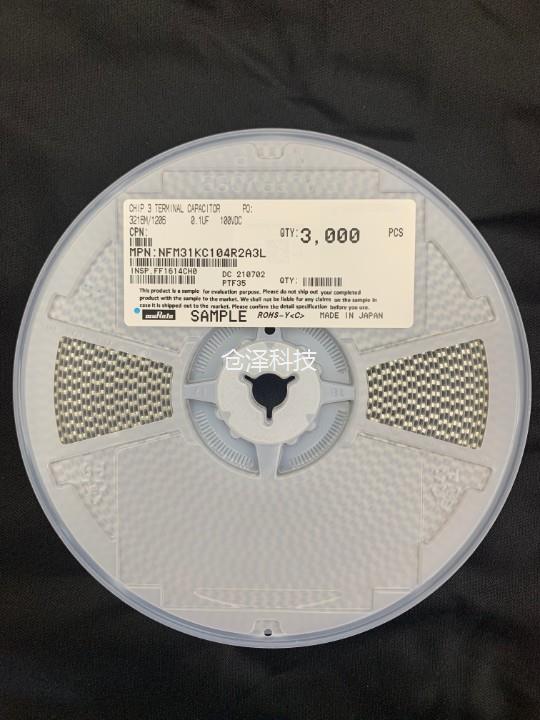 CHIP 3 TERMINAL CAPACITOR PO:
3216M/1206 0.1UF 100VDC
CPN: QTY:3,000 PCS
MPN:NFM31KC104R2A3L
INSP.FF1614CH0 DC 210702 QTY:
PTF35
This product is a sample for evaluation purpose. Please do not ship out your completed
product with the sample to the market. We shall not be liable for any claims on the sample in
case it is shipped out to the market. Please confirm the detail specification before you use.
muRata SAMPLE ROHS-Y<C> MADE IN JAPAN
仓泽科技